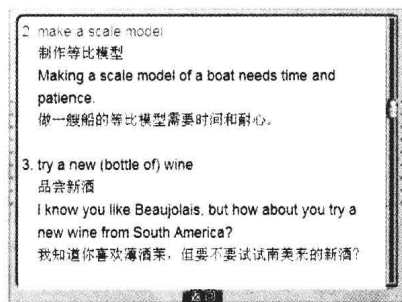 2. make a scale model
制作等比模型
Making a scale model of a boat needs time and
patience.
做一艘船的等比模型需要时间和耐心。
3. try a new (bottle of) wine
品尝新酒
I know you like Beaujolais, but how about you try a
new wine from South America?
我知道你喜欢薄酒莱，但要不要试试南美来的新酒？
返回